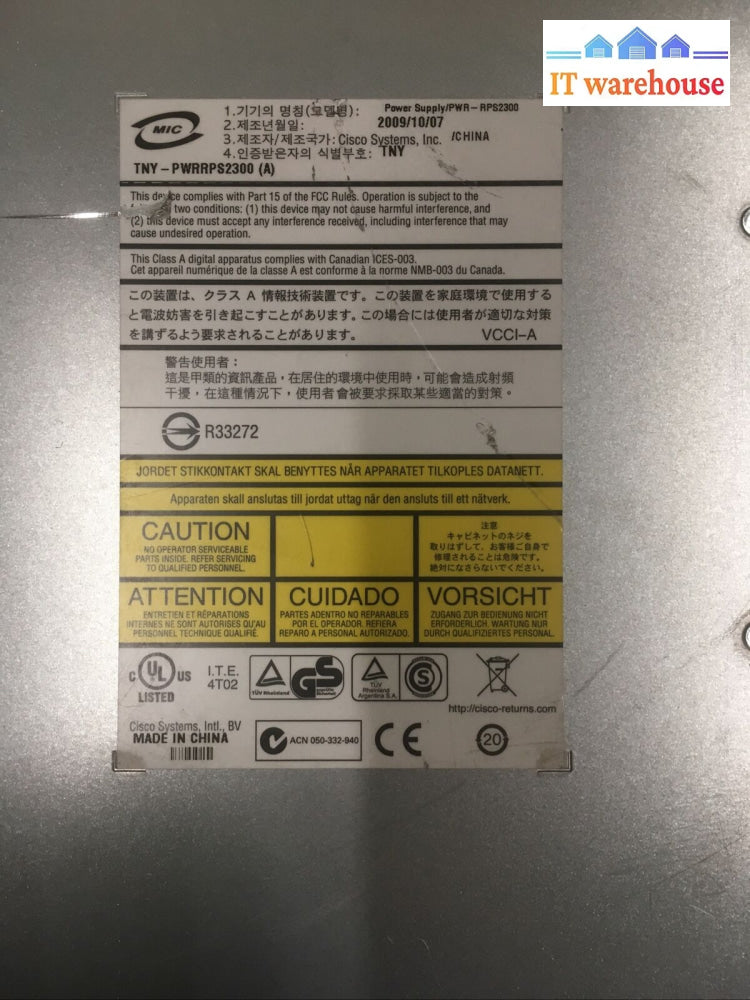 IT warehouse
MIC
1.기기의 명칭(모델명): Power Supply/PWR-RPS2300
2.제조년월일: 2009/10/07
3.제조자/제조국가: Cisco Systems, Inc. /CHINA
4.인증받은자의 식별부호: TNY
TNY-PWRRPS2300 (A)
This device complies with Part 15 of the FCC Rules. Operation is subject to the
two conditions: (1) this device may not cause harmful interference, and
(2) this device must accept any interference received, including interference that may
cause undesired operation.
This Class A digital apparatus complies with Canadian ICES-003.
Cet appareil numérique de la classe A est conforme à la norme NMB-003 du Canada.
この装置は、クラス A 情報技術装置です。この装置を家庭環境で使用する
と電波妨害を引き起こすことがあります。この場合には使用者が適切な対策
を講ずるよう要求されることがあります。 VCCI-A
警告使用者：
這是甲類的資訊產品，在居住的環境中使用時，可能會造成射頻
干擾，在這種情況下，使用者會被要求採取某些適當的對策。
R33272
JORDET STIKKONTAKT SKAL BENYTTES NÅR APPARATET TILKOPLES DATANETT.
Apparaten skall anslutas till jordat uttag när den ansluts till ett nätverk.
CAUTION
NO OPERATOR SERVICEABLE
PARTS INSIDE. REFER SERVICING
TO QUALIFIED PERSONNEL.
注意
キャビネットのネジを
取りはずして、お客様ご自身で
修理されることは危険です。
絶対になさらないでください。
ATTENTION
ENTRETIEN ET RÉPARATIONS
INTERNES NE SONT AUTORISÉS QU'AU
PERSONNEL TECHNIQUE QUALIFIÉ.
CUIDADO
PARTES ADENTRO NO REPARABLES
POR EL OPERADOR. REFIERA
REPARO A PERSONAL AUTORIZADO.
VORSICHT
ZUGANG ZUR BEDIENUNG NICHT
ERFORDERLICH. WARTUNG NUR
DURCH QUALIFIZIERTES PERSONAL.
C UL US
LISTED
I.T.E.
4T02
TÜV Rheinland
GS
geprüfte Sicherheit
TÜV
Rheinland
Argentina S.A.
S
http://cisco-returns.com
Cisco Systems, Intl., BV
MADE IN CHINA
ACN 050-332-940
CE
20